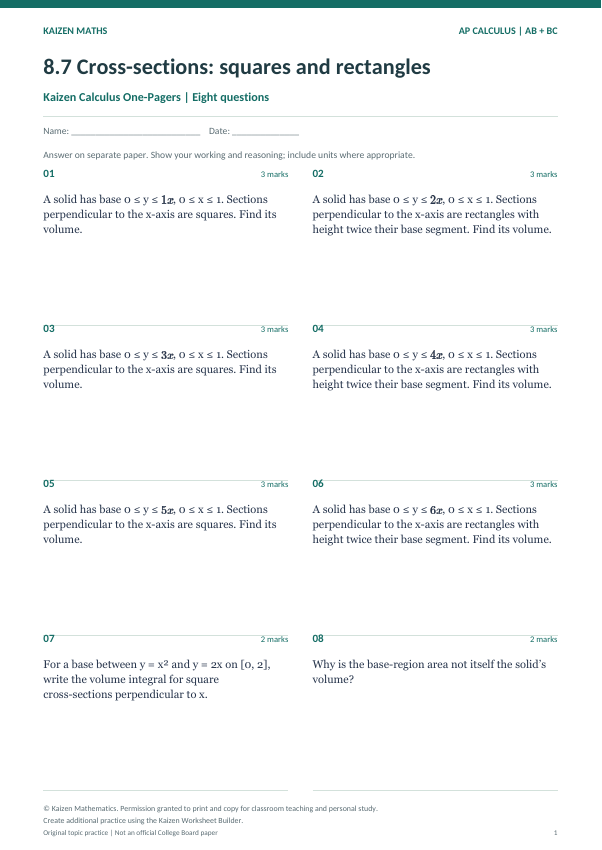 KAIZEN MATHS
AP CALCULUS | AB + BC
8.7 Cross-sections: squares and rectangles
Kaizen Calculus One-Pagers | Eight questions
Name: ____________________________ Date: ______________
Answer on separate paper. Show your working and reasoning; include units where appropriate.
01
3 marks
A solid has base 0 ≤ y ≤ 1x, 0 ≤ x ≤ 1. Sections
perpendicular to the x-axis are squares. Find its
volume.
02
3 marks
A solid has base 0 ≤ y ≤ 2x, 0 ≤ x ≤ 1. Sections
perpendicular to the x-axis are rectangles with
height twice their base segment. Find its volume.
03
3 marks
A solid has base 0 ≤ y ≤ 3x, 0 ≤ x ≤ 1. Sections
perpendicular to the x-axis are squares. Find its
volume.
04
3 marks
A solid has base 0 ≤ y ≤ 4x, 0 ≤ x ≤ 1. Sections
perpendicular to the x-axis are rectangles with
height twice their base segment. Find its volume.
05
3 marks
A solid has base 0 ≤ y ≤ 5x, 0 ≤ x ≤ 1. Sections
perpendicular to the x-axis are squares. Find its
volume.
06
3 marks
A solid has base 0 ≤ y ≤ 6x, 0 ≤ x ≤ 1. Sections
perpendicular to the x-axis are rectangles with
height twice their base segment. Find its volume.
07
2 marks
For a base between y = x² and y = 2x on [0, 2],
write the volume integral for square
cross-sections perpendicular to x.
08
2 marks
Why is the base-region area not itself the solid's
volume?
© Kaizen Mathematics. Permission granted to print and copy for classroom teaching and personal study.
Create additional practice using the Kaizen Worksheet Builder.
Original topic practice | Not an official College Board paper
1